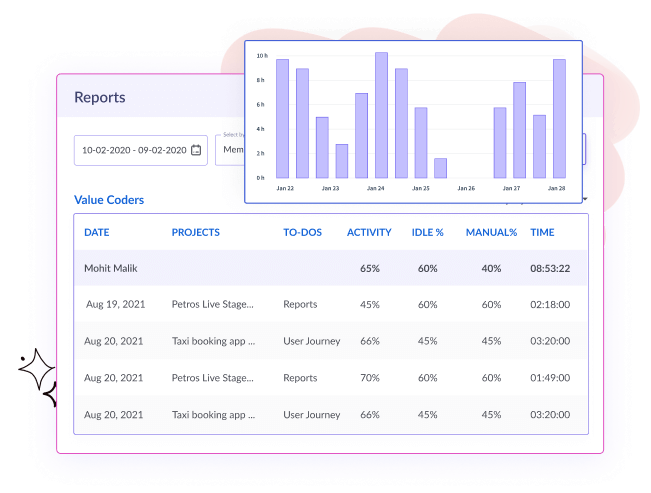 10 h
8 h
6 h
4 h
2 h
0 h
Jan 22 Jan 23 Jan 24 Jan 25 Jan 26 Jan 27 Jan 28
Reports
10-02-2020 - 09-02-2020
Select by
Mem
Value Coders
DATE PROJECTS TO-DOS ACTIVITY IDLE % MANUAL% TIME
Mohit Malik 65% 60% 40% 08:53:22
Aug 19, 2021 Petros Live Stage... Reports 45% 60% 60% 02:18:00
Aug 20, 2021 Taxi booking app ... User Journey 66% 45% 45% 03:20:00
Aug 20, 2021 Petros Live Stage... Reports 70% 60% 60% 01:49:00
Aug 20, 2021 Taxi booking app ... User Journey 66% 45% 45% 03:20:00